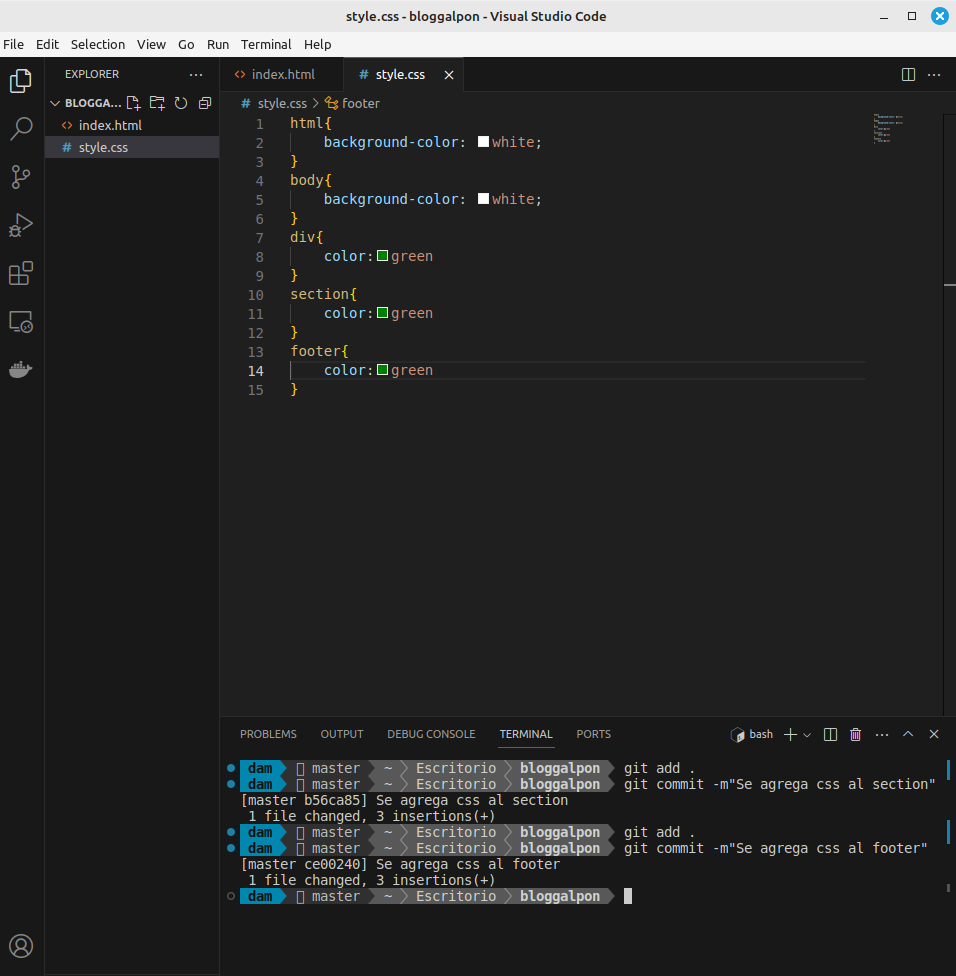 style.css - bloggalpon - Visual Studio Code
File Edit Selection View Go Run Terminal Help
EXPLORER
index.html
style.css
BLOGGA...
index.html
style.css
style.css > footer
1 html{
2 background-color: white;
3 }
4 body{
5 background-color: white;
6 }
7 div{
8 color:green
9 }
10 section{
11 color:green
12 }
13 footer{
14 color:green
15 }
PROBLEMS OUTPUT DEBUG CONSOLE TERMINAL PORTS
bash
dam master ~ Escritorio bloggalpon git add .
dam master ~ Escritorio bloggalpon git commit -m"Se agrega css al section"
[master b56ca85] Se agrega css al section
1 file changed, 3 insertions(+)
dam master ~ Escritorio bloggalpon git add .
dam master ~ Escritorio bloggalpon git commit -m"Se agrega css al footer"
[master ce00240] Se agrega css al footer
1 file changed, 3 insertions(+)
dam master ~ Escritorio bloggalpon